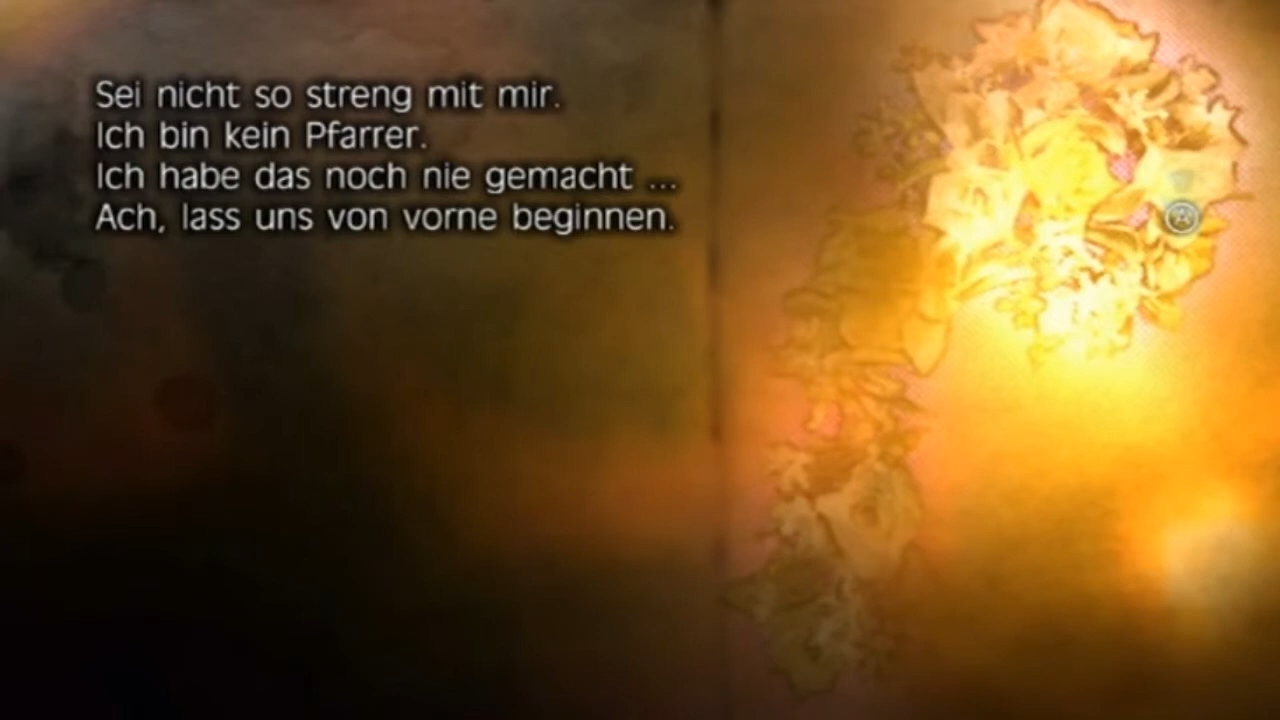 Sei nicht so streng mit mir.
Ich bin kein Pfarrer.
Ich habe das noch nie gemacht ...
Ach, lass uns von vorne beginnen.